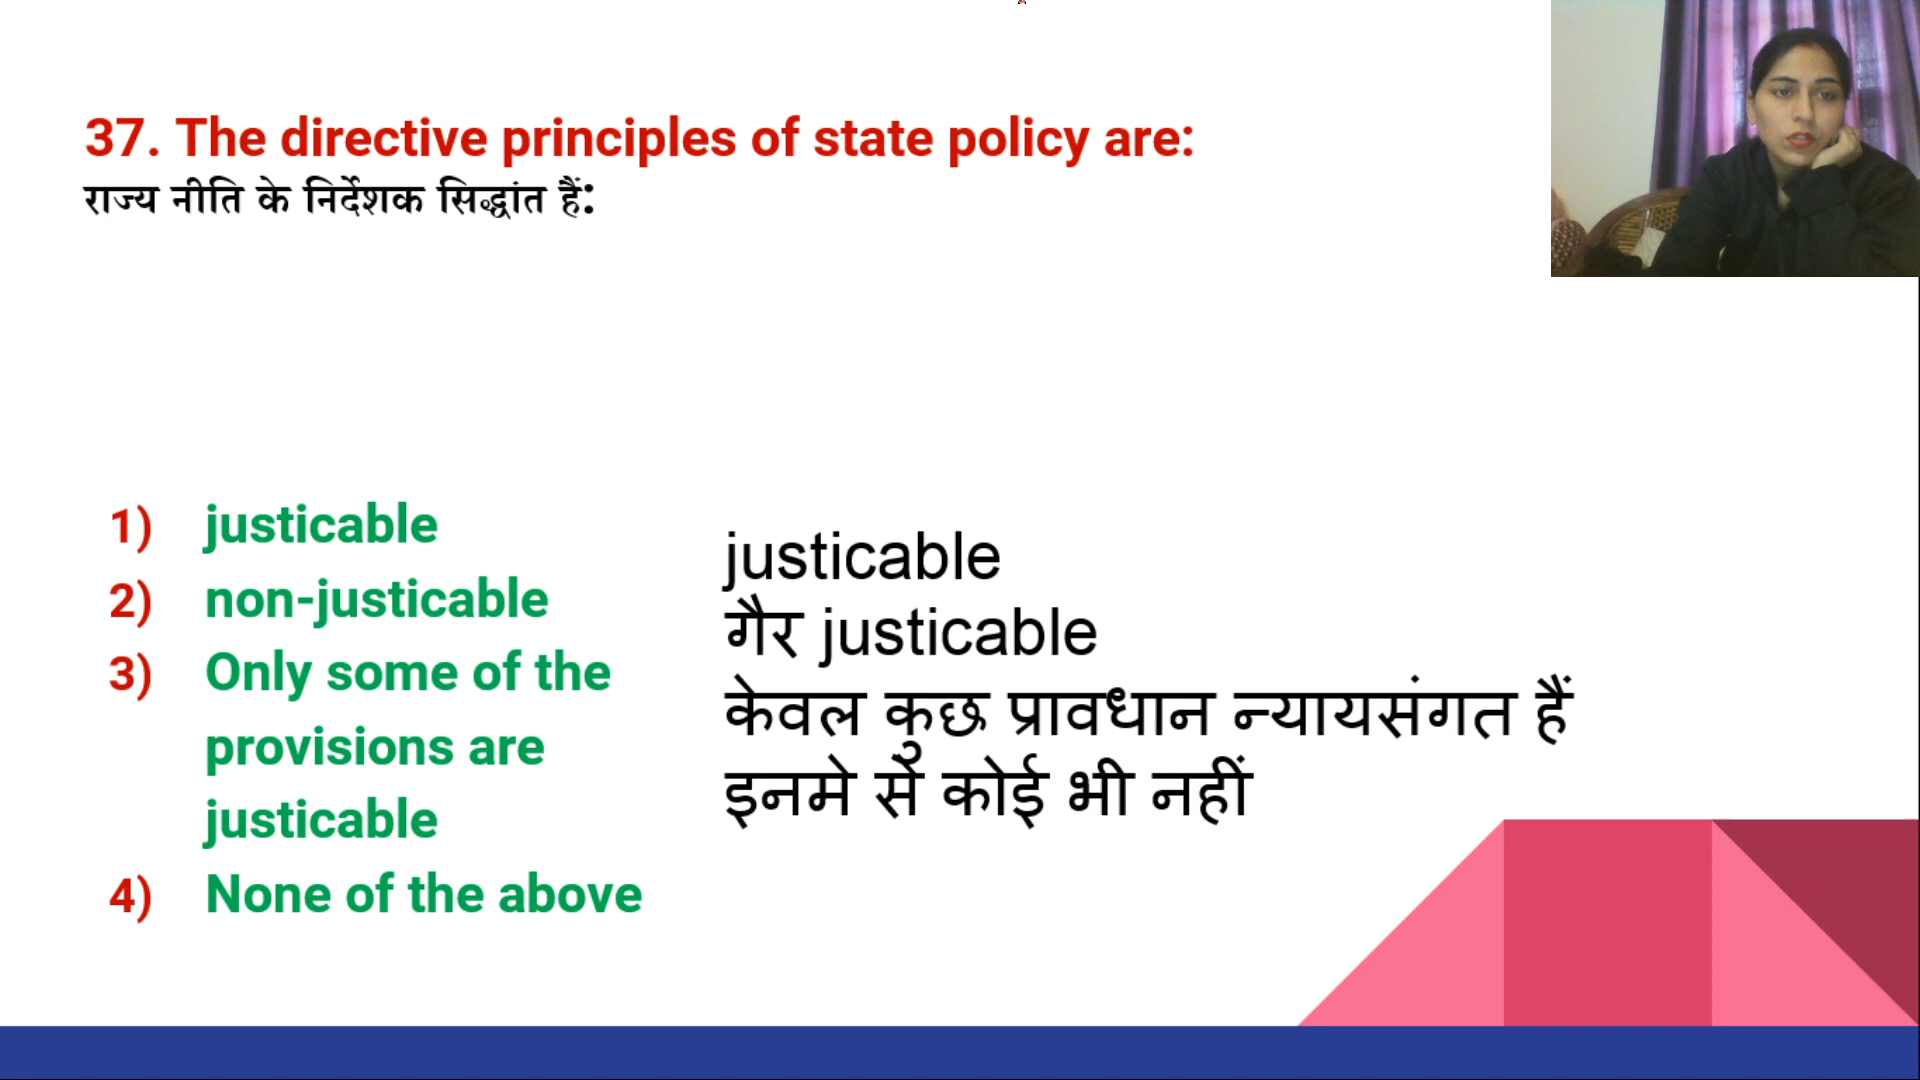 37. The directive principles of state policy are:
राज्य नीति के निर्देशक सिद्धांत हैं:
1) justicable
2) non-justicable
3) Only some of the
provisions are
justicable
4) None of the above
justicable
गैर justicable
केवल कुछ प्रावधान न्यायसंगत हैं
इनमे से कोई भी नहीं